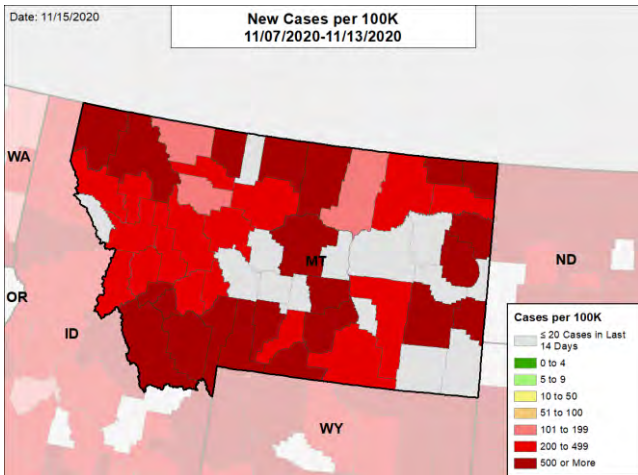 Date: 11/15/2020
New Cases per 100K
11/07/2020-11/13/2020
WA
MT
ND
OR
ID
WY
Cases per 100K
≤ 20 Cases in Last
14 Days
0 to 4
5 to 9
10 to 50
51 to 100
101 to 199
200 to 499
500 or More